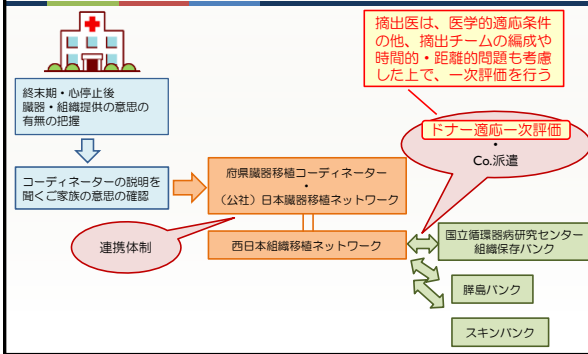 摘出医は、医学的適応条件
の他、摘出チームの編成や
時間的・距離的問題も考慮
した上で、一次評価を行う
終末期・心停止後
臓器・組織提供の意思の
有無の把握
ドナー適応一次評価
・
Co.派遣
コーディネーターの説明を
聞くご家族の意思の確認
府県臓器移植コーディネーター
・
（公社）日本臓器移植ネットワーク
連携体制
西日本組織移植ネットワーク
国立循環器病研究センター
組織保存バンク
膵島バンク
スキンバンク